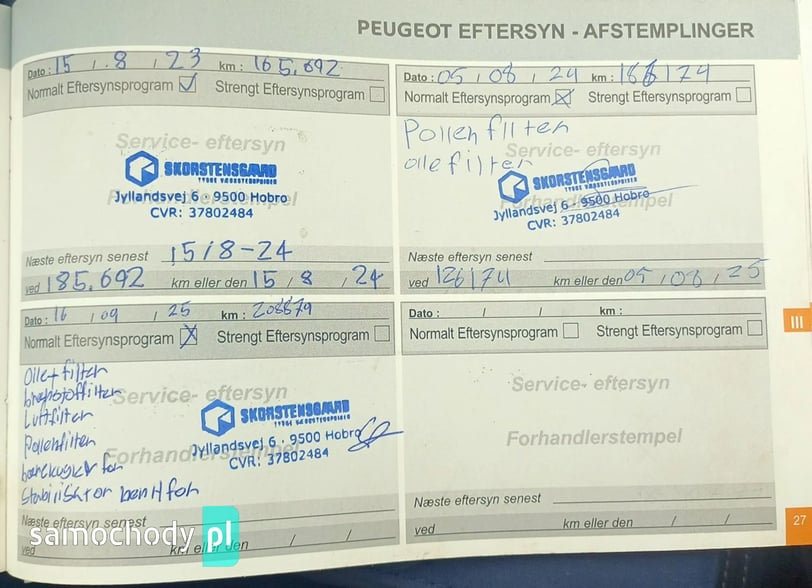 PEUGEOT EFTERSYN - AFSTEMPLINGER
Dato : 15 / 8 / 23 km : 165.692
Normalt Eftersynsprogram Strengt Eftersynsprogram
Service- eftersyn
SKORSTENSGAARD
Jyllandsvej 6 - 9500 Hobro
Forhandlerstempel
CVR: 37802484
Næste eftersyn senest 15/8-24
ved 185.692 km eller den 15 / 8 / 24
Dato : 05 / 08 / 24 km :
Normalt Eftersynsprogram Strengt Eftersynsprogram
Pollenfilter
Service- eftersyn
oliefilter
SKORSTENSGAARD
Forhandlerstempel
Jyllandsvej 6 - 9500 Hobro
CVR: 37802484
Næste eftersyn senest
ved km eller den 05 / 08 / 25
Dato : 16 / 09 / 25 km : 208879
Normalt Eftersynsprogram Strengt Eftersynsprogram
Olie+filter
Service- eftersyn
Luftfilter
SKORSTENSGAARD
Pollenfilter
Jyllandsvej 6 - 9500 Hobro
Forhandlerstempel
CVR: 37802484
Næste eftersyn senest
ved km eller den / /
Dato : / / km :
Normalt Eftersynsprogram Strengt Eftersynsprogram
Service- eftersyn
Forhandlerstempel
Næste eftersyn senest
ved km eller den / /
III
27
samochody pl